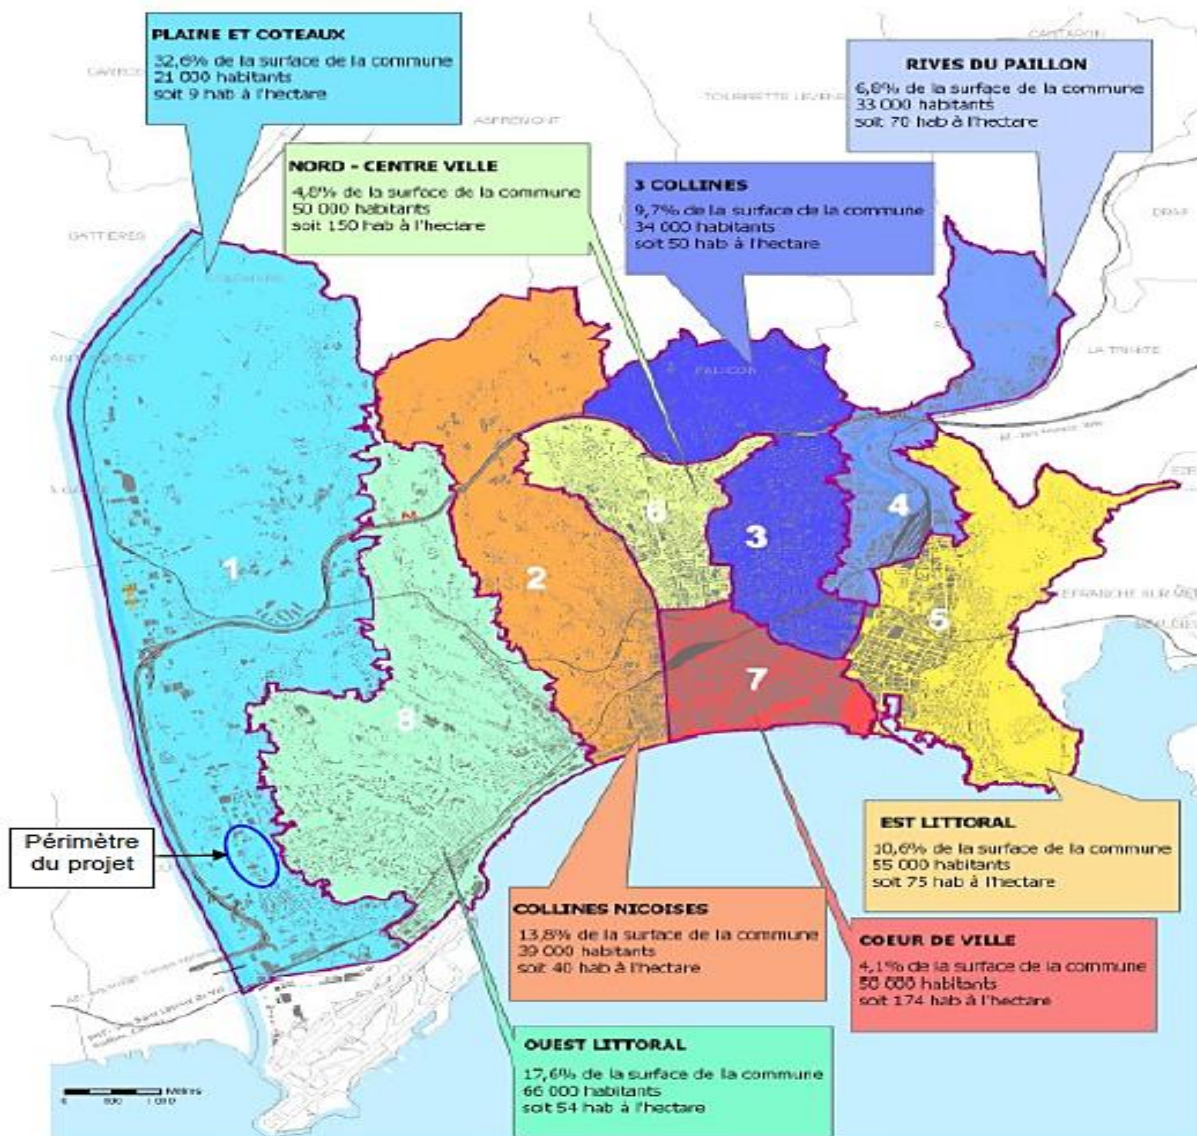 PLAINE ET COTEAUX
32,6% de la surface de la commune
21 000 habitants
soit 9 hab à l'hectare
RIVES DU PAILLON
6,8% de la surface de la commune
33 000 habitants
soit 70 hab à l'hectare
NORD - CENTRE VILLE
4,8% de la surface de la commune
50 000 habitants
soit 150 hab à l'hectare
3 COLLINES
9,7% de la surface de la commune
34 000 habitants
soit 50 hab à l'hectare
ASPREMONT
GATTIERES
FALICON
LA TRINITE
DRAP
A8
1
2
3
4
5
6
7
8
1
Périmètre
du projet
EST LITTORAL
10,6% de la surface de la commune
55 000 habitants
soit 75 hab à l'hectare
COLLINES NICOISES
13,8% de la surface de la commune
39 000 habitants
soit 40 hab à l'hectare
COEUR DE VILLE
4,1% de la surface de la commune
50 000 habitants
soit 174 hab à l'hectare
OUEST LITTORAL
17,6% de la surface de la commune
66 000 habitants
soit 54 hab à l'hectare
Mètres